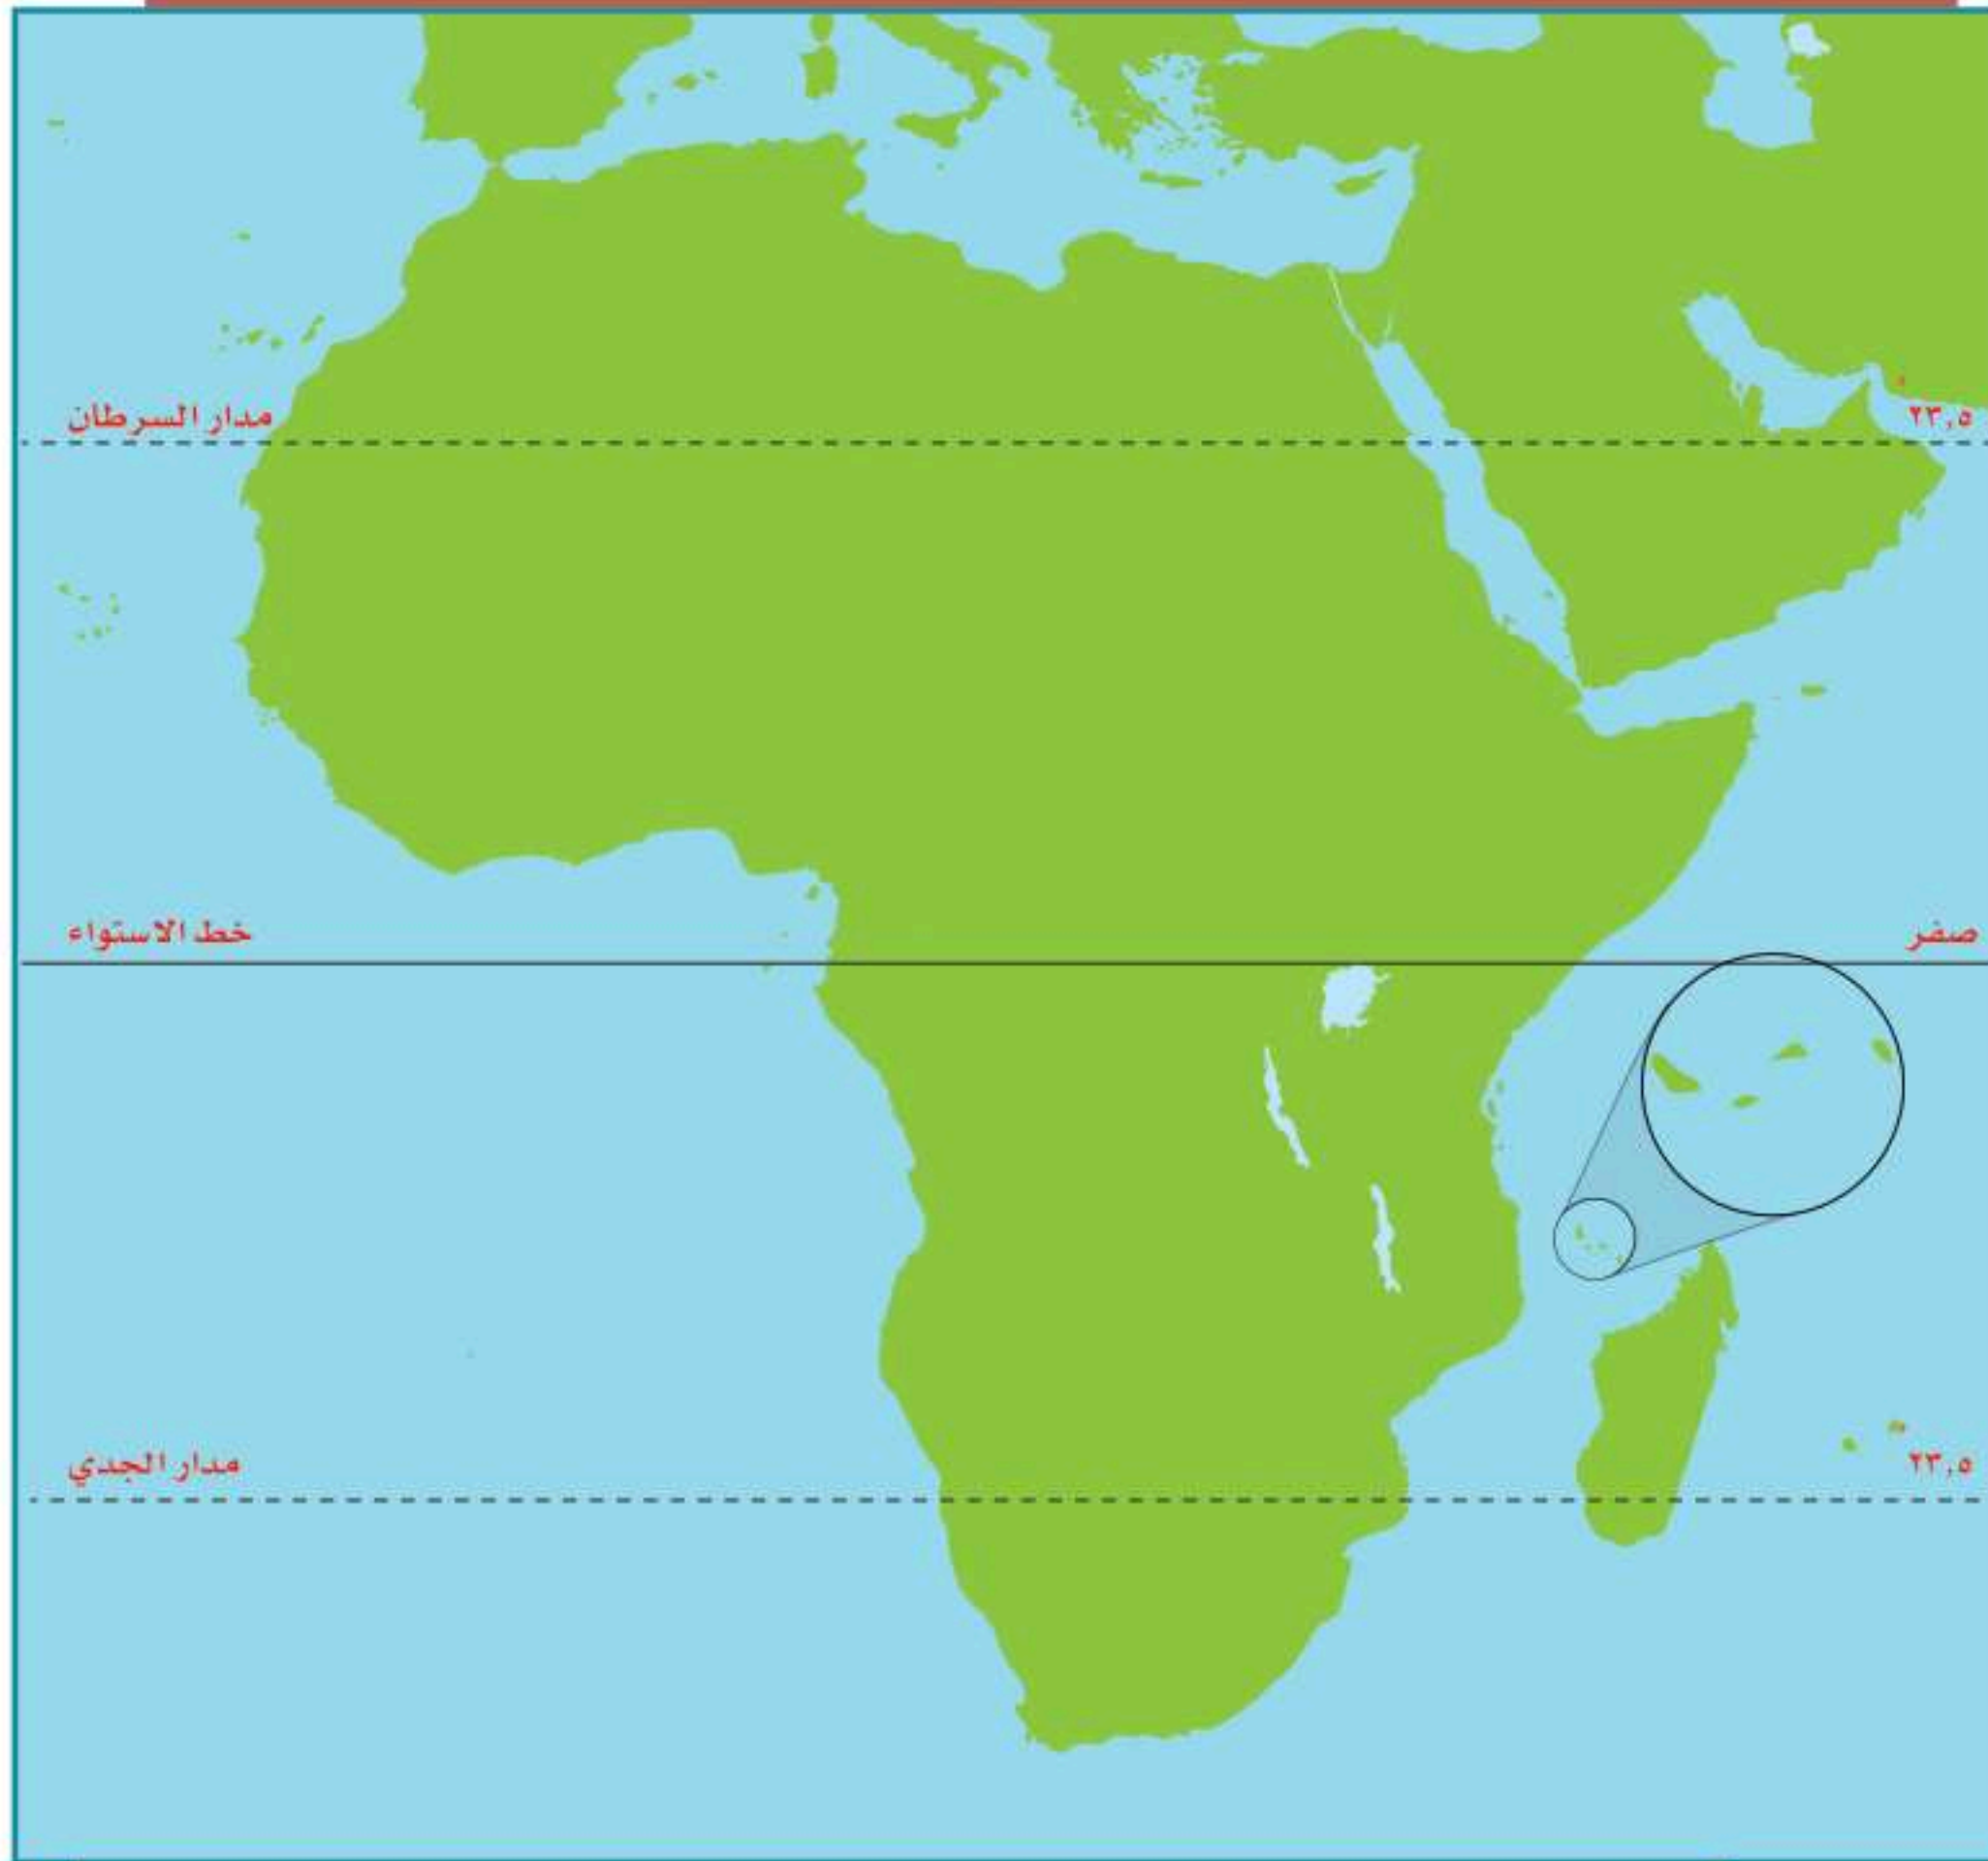 مدار السرطان
٢٣,٥
خط الاستواء
صفر
مدار الجدي
٢٣,٥